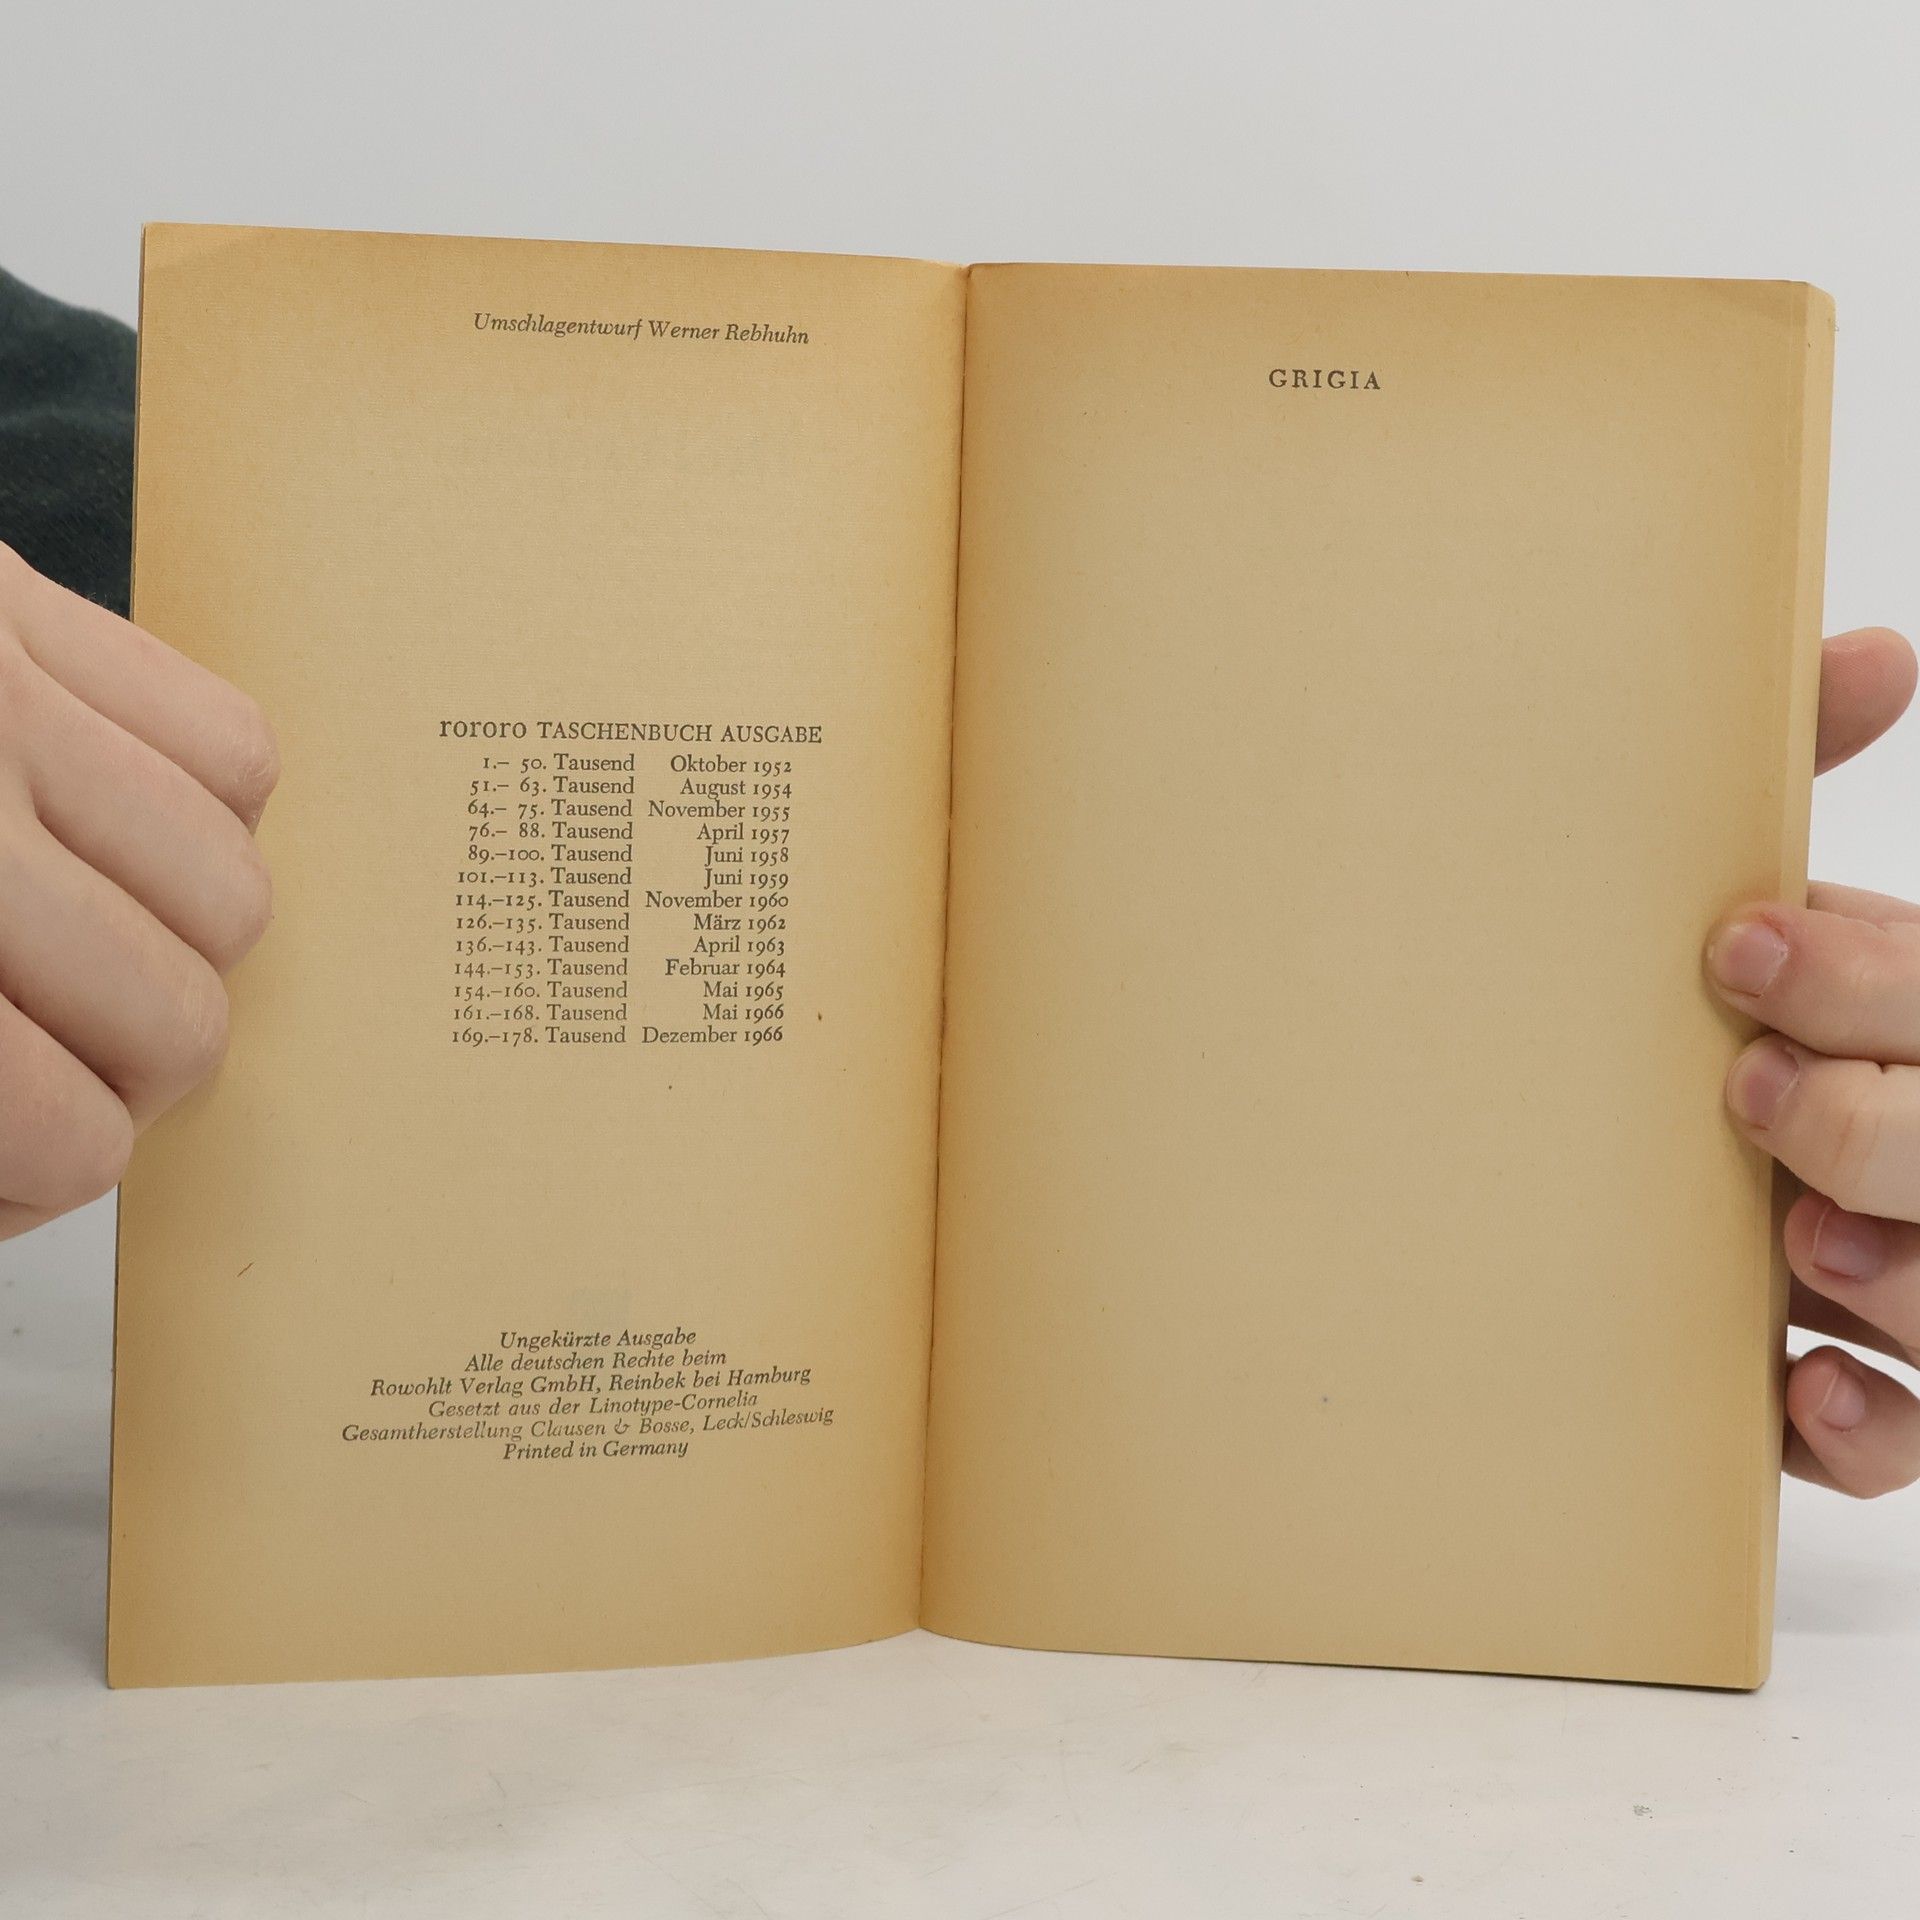 Umschlagentwurf Werner Rebhuhn
rororo TASCHENBUCH AUSGABE
1.– 50. Tausend Oktober 1952
51.– 63. Tausend August 1954
64.– 75. Tausend November 1955
76.– 88. Tausend April 1957
89.–100. Tausend Juni 1958
101.–113. Tausend Juni 1959
114.–125. Tausend November 1960
126.–135. Tausend März 1962
136.–143. Tausend April 1963
144.–153. Tausend Februar 1964
154.–160. Tausend Mai 1965
161.–168. Tausend Mai 1966
169.–178. Tausend Dezember 1966
Ungekürzte Ausgabe
Alle deutschen Rechte beim
Rowohlt Verlag GmbH, Reinbek bei Hamburg
Gesetzt aus der Linotype-Cornelia
Gesamtherstellung Clausen & Bosse, Leck/Schleswig
Printed in Germany
GRIGIA